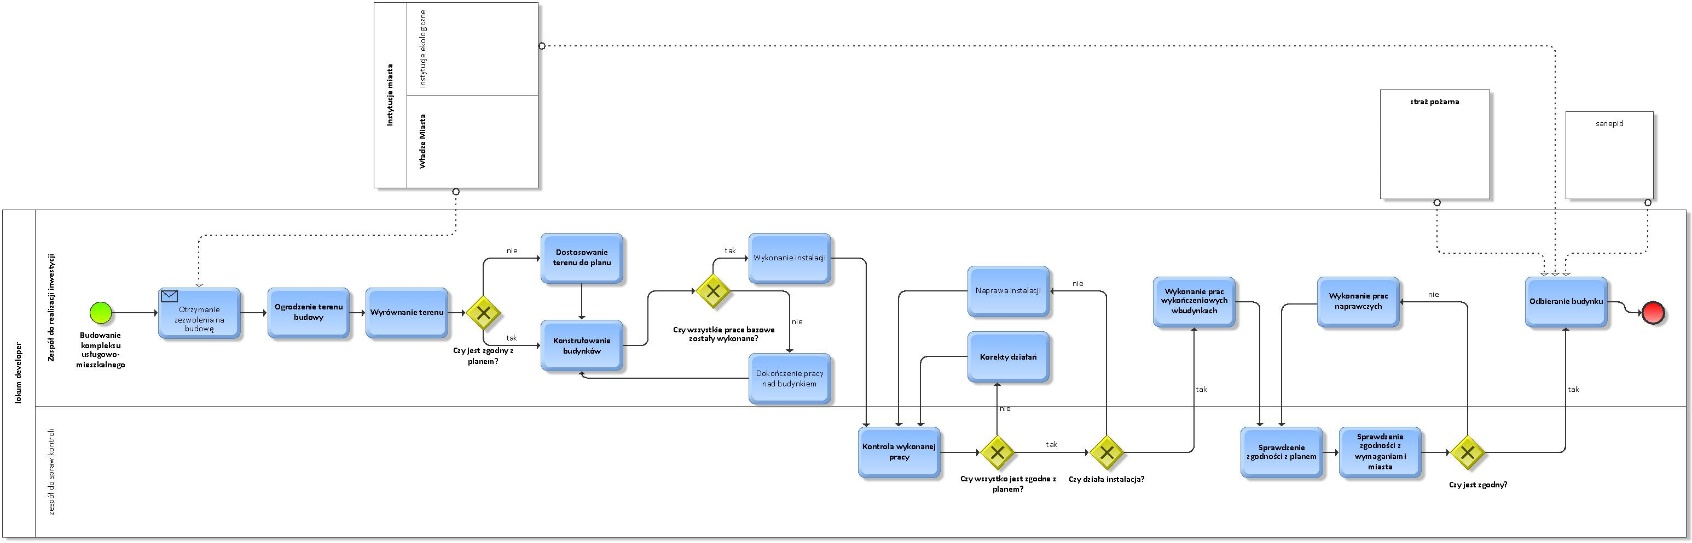 Instytucje miasta
Instytucje ekologiczne
Władze Miasta
straż pożarna
sanepid
lokum developer
Zespół do realizacji inwestycji
zespół do spraw kontroli
Budowanie
kompleksu
usługowo-
mieszkalnego
Otrzymanie
zezwolenia na
budowę
Ogrodzenie terenu
budowy
Wyrównanie terenu
Czy jest zgodny z
planem?
nie
tak
Dostosowanie
terenu do planu
Konstruowanie
budynków
Czy wszystkie prace bazowe
zostały wykonane?
tak
nie
Wykonanie instalacji
Dokończenie pracy
nad budynkiem
Kontrola wykonanej
pracy
Czy wszystko jest zgodne z
planem?
nie
tak
Korekty działań
Naprawa instalacji
Czy działa instalacja?
nie
tak
Wykonanie prac
wykończeniowych
wbudynkach
Sprawdzenie
zgodności z planem
Sprawdzenie
zgodności z
wymaganiami
miasta
Wykonanie prac
naprawczych
Czy jest zgodny?
nie
tak
Odbieranie budynku